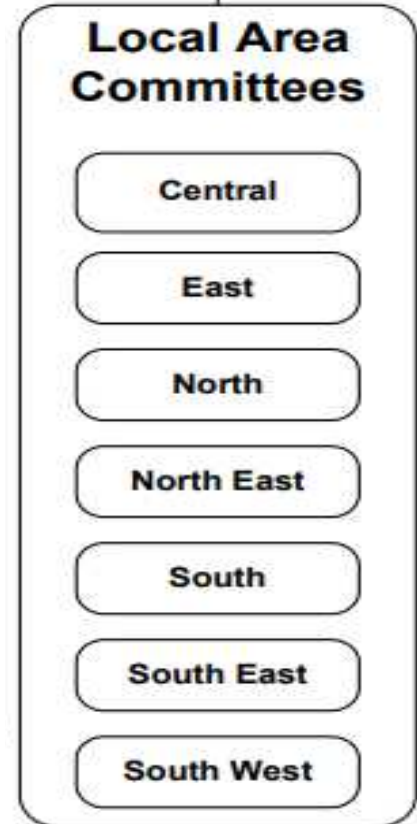 Local Area
Committees
Central
East
North
North East
South
South East
South West